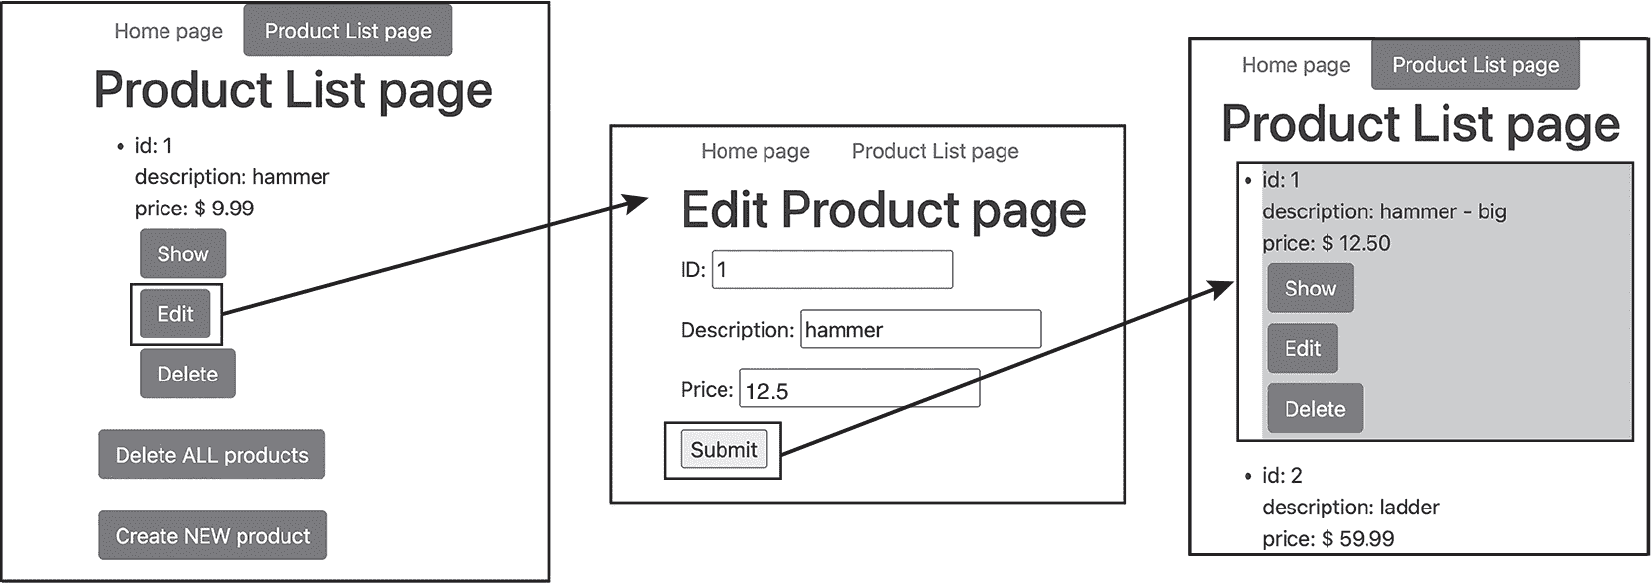 Home page Product List page
Product List page
• id: 1
description: hammer
price: $ 9.99
Show
Edit
Delete
Delete ALL products
Create NEW product
Home page Product List page
Edit Product page
ID: 1
Description: hammer
Price: 12.5
Submit
Home page Product List page
Product List page
• id: 1
description: hammer - big
price: $ 12.50
Show
Edit
Delete
• id: 2
description: ladder
price: $ 59.99